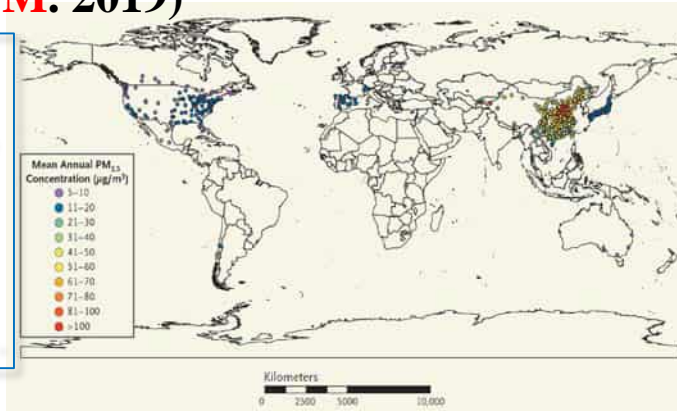 M. 2019)
Mean Annual PM2.5
Concentration (μg/m³)
5–10
11–20
21–30
31–40
41–50
51–60
61–70
71–80
81–100
>100
Kilometers
0 2500 5000 10,000